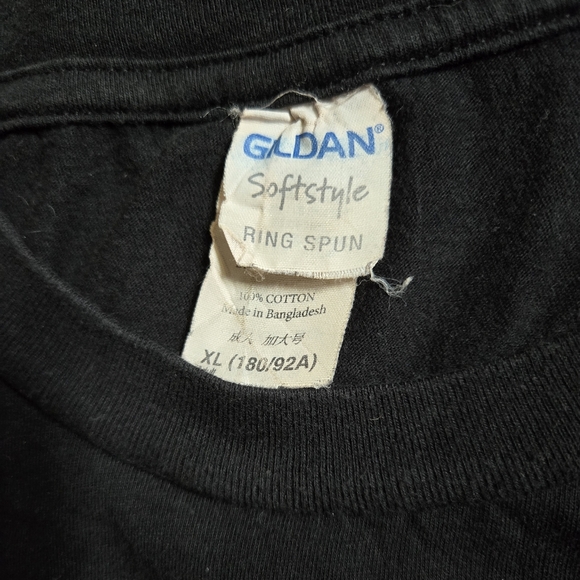 GILDAN®
Softstyle
RING SPUN
100% COTTON
Made in Bangladesh
成人 加大号
XL (180/92A)